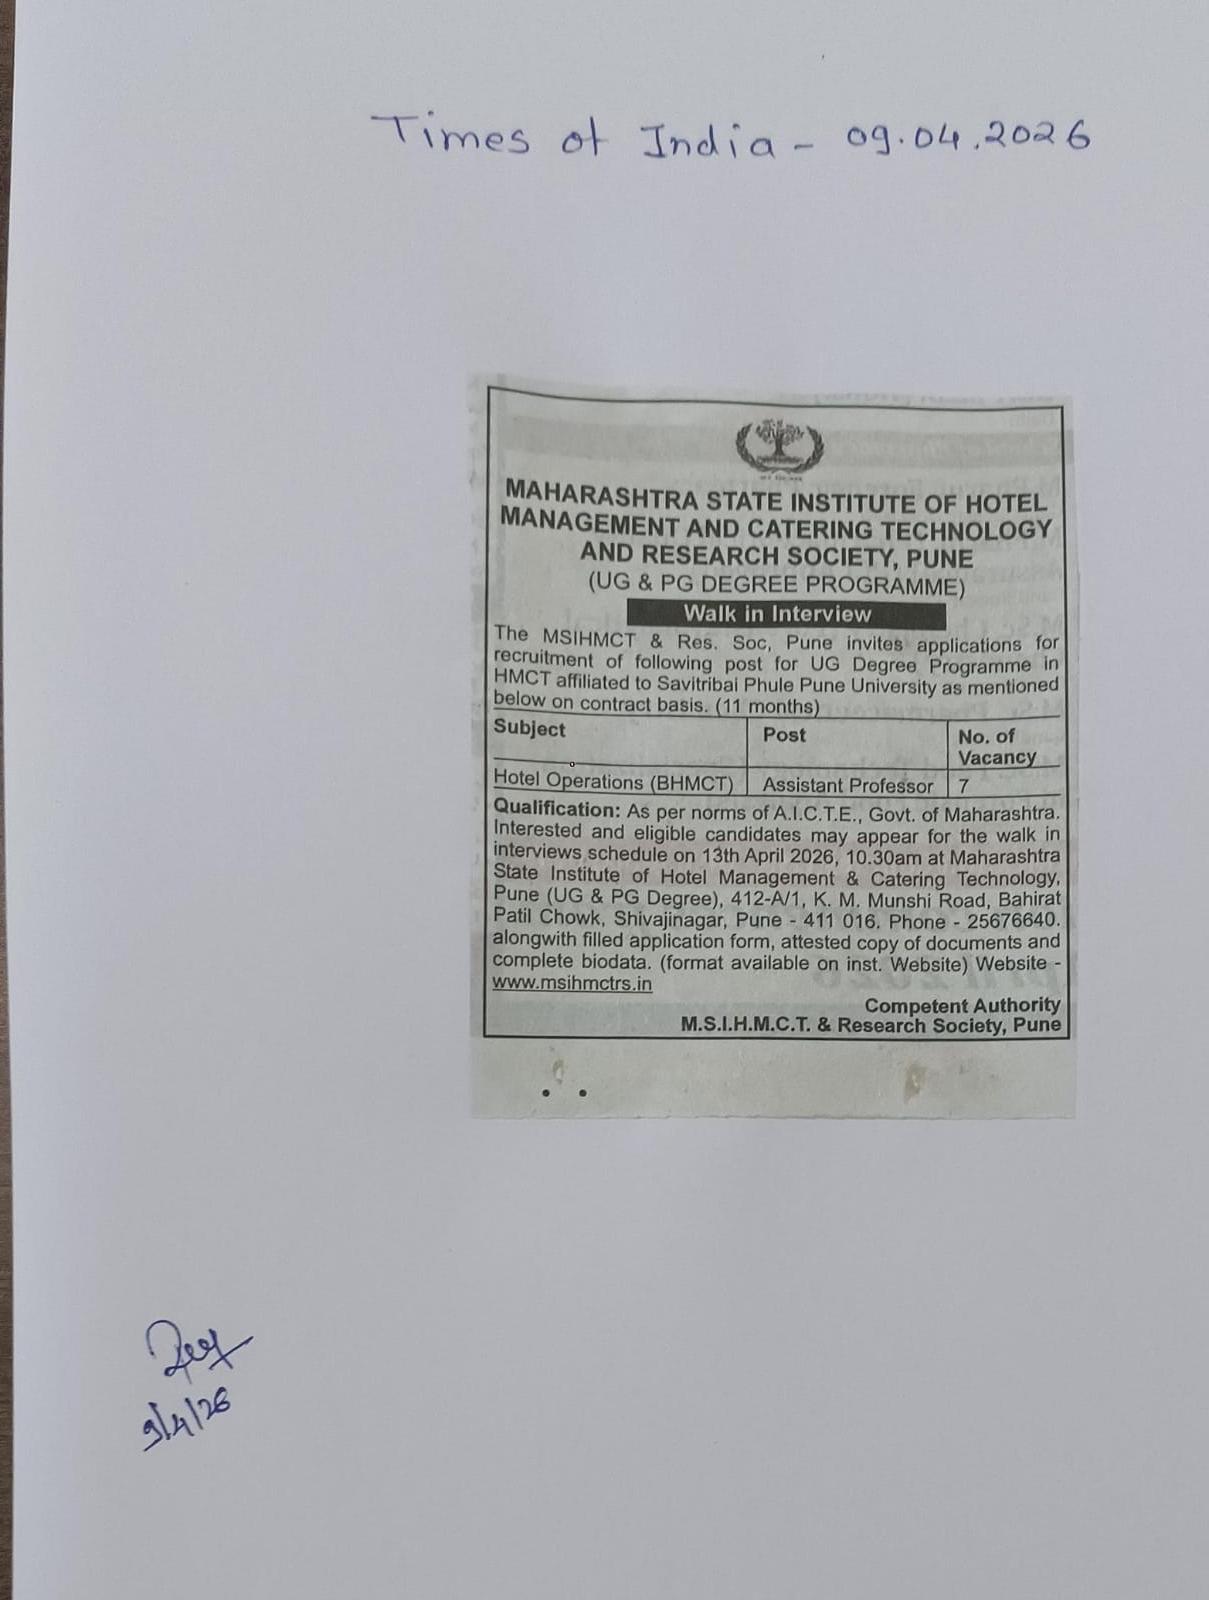 Times of India - 09.04.2026
MAHARASHTRA STATE INSTITUTE OF HOTEL
MANAGEMENT AND CATERING TECHNOLOGY
AND RESEARCH SOCIETY, PUNE
(UG & PG DEGREE PROGRAMME)
Walk in Interview
The MSIHMCT & Res. Soc, Pune invites applications for
recruitment of following post for UG Degree Programme in
HMCT affiliated to Savitribai Phule Pune University as mentioned
below on contract basis. (11 months)
Subject Post No. of
Vacancy
Hotel Operations (BHMCT) Assistant Professor 7
Qualification: As per norms of A.I.C.T.E., Govt. of Maharashtra.
Interested and eligible candidates may appear for the walk in
interviews schedule on 13th April 2026, 10.30am at Maharashtra
State Institute of Hotel Management & Catering Technology,
Pune (UG & PG Degree), 412-A/1, K. M. Munshi Road, Bahirat
Patil Chowk, Shivajinagar, Pune - 411 016. Phone - 25676640.
alongwith filled application form, attested copy of documents and
complete biodata. (format available on inst. Website) Website -
www.msihmctrs.in
Competent Authority
M.S.I.H.M.C.T. & Research Society, Pune
9/4/26